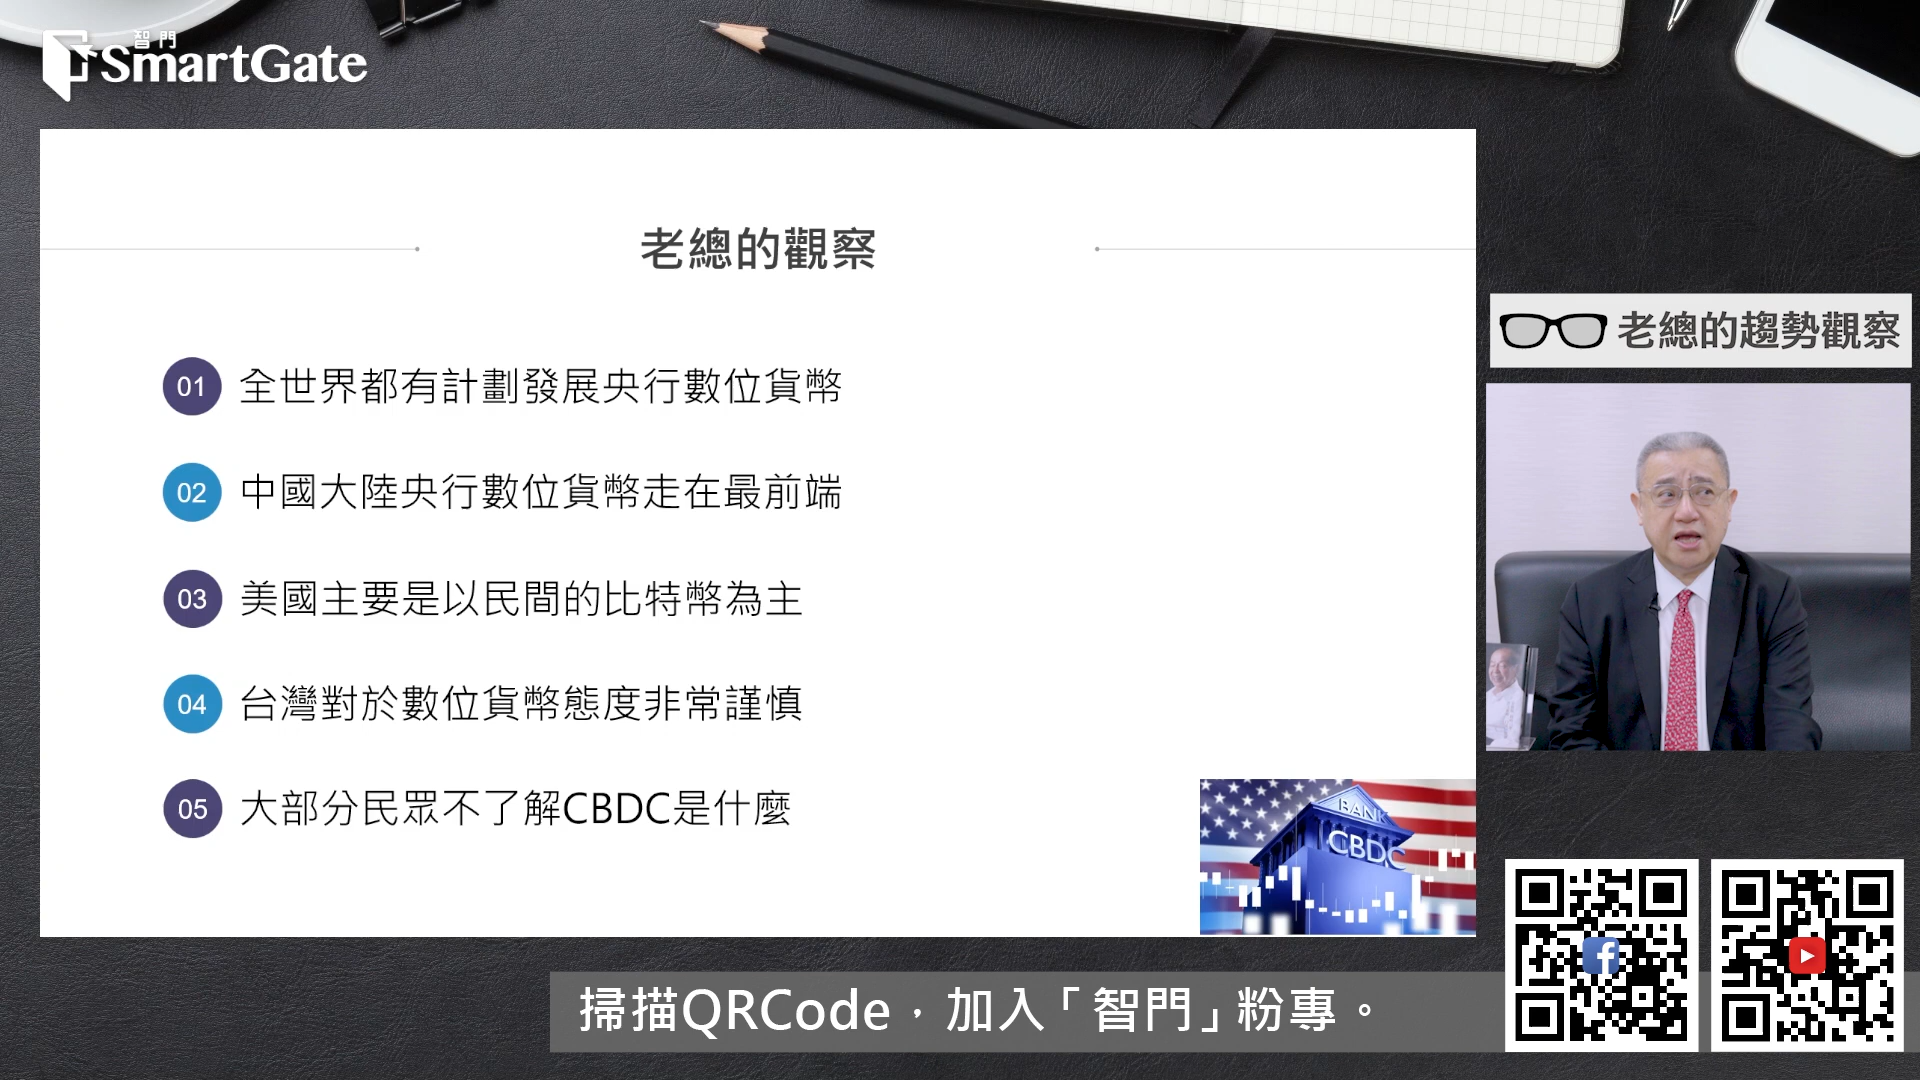 智門
SmartGate
老總的觀察
01 全世界都有計劃發展央行數位貨幣
02 中國大陸央行數位貨幣走在最前端
03 美國主要是以民間的比特幣為主
04 台灣對於數位貨幣態度非常謹慎
05 大部分民眾不了解CBDC是什麼
BANK
CBDC
老總的趨勢觀察
掃描QRCode，加入「智門」粉專。